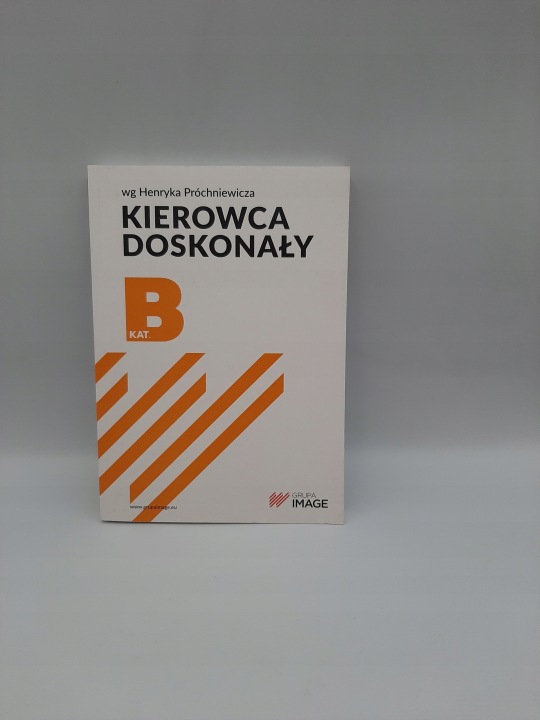 wg Henryka Próchniewicza
KIEROWCA
DOSKONAŁY
B
KAT.
www.grupaimage.eu
GRUPA
IMAGE